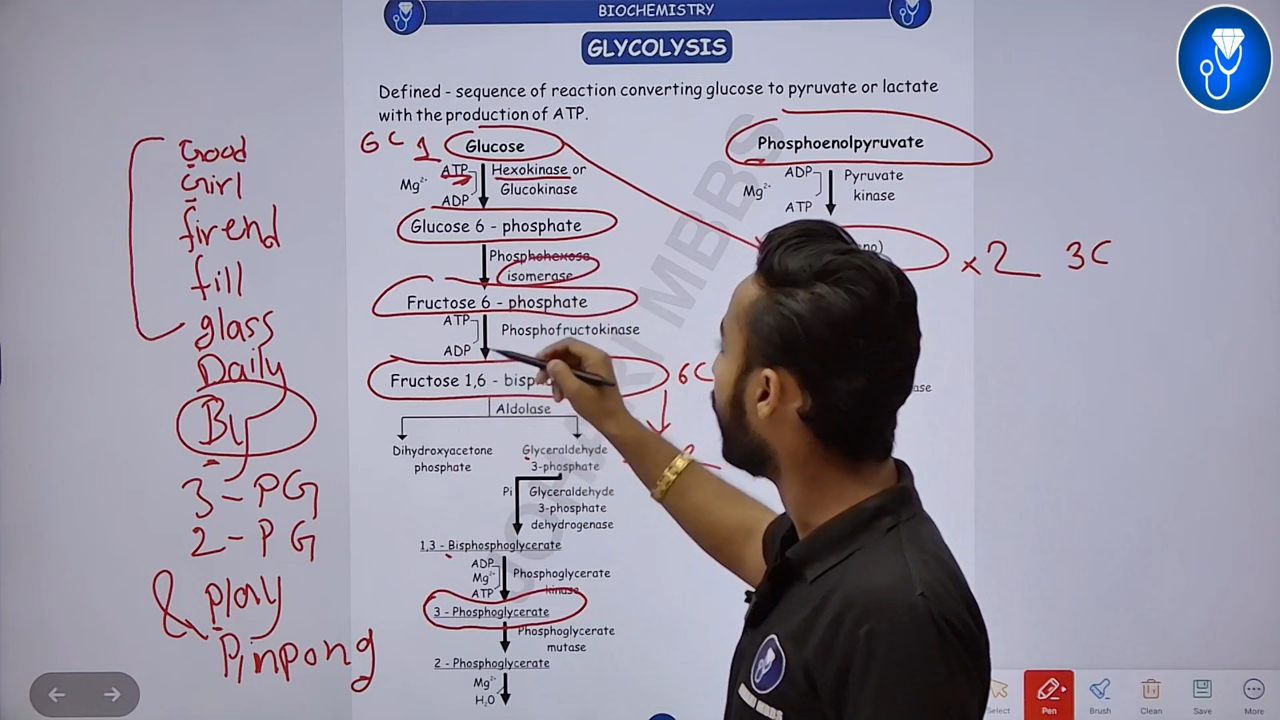 BIOCHEMISTRY
GLYCOLYSIS
Defined - sequence of reaction converting glucose to pyruvate or lactate
with the production of ATP.
Good
Girl
firend
fill
glass
Daily
By
3-PG
2-PG
& play
Pinpong
6C 1 Glucose
Mg²⁺ ATP Hexokinase or
ADP Glucokinase
Glucose 6 - phosphate
Phosphohexose
isomerase
Fructose 6 - phosphate
ATP Phosphofructokinase
ADP
Fructose 1,6 - bisph 6C
Aldolase
Dihydroxyacetone
phosphate
Glyceraldehyde
3-phosphate
Pi Glyceraldehyde
3-phosphate
dehydrogenase
1,3 - Bisphosphoglycerate
ADP
Mg²⁺ Phosphoglycerate
ATP kinase
3 - Phosphoglycerate
Phosphoglycerate
mutase
2 - Phosphoglycerate
Mg²⁺
H₂O
Phosphoenolpyruvate
Mg²⁺ ADP Pyruvate
ATP kinase
×2 3C
Select
Pen
Brush
Clean
Save
More